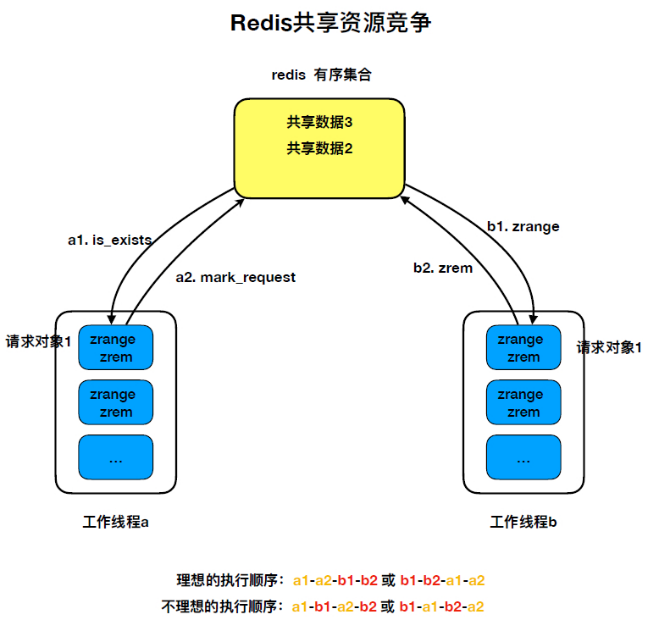 Redis共享资源竞争
redis 有序集合
共享数据3
共享数据2
a1. is_exists
b1. zrange
a2. mark_request
b2. zrem
请求对象1
zrange
zrem
zrange
zrem
...
工作线程a
请求对象1
zrange
zrem
zrange
zrem
...
工作线程b
理想的执行顺序：a1-a2-b1-b2 或 b1-b2-a1-a2
不理想的执行顺序：a1-b1-a2-b2 或 b1-a1-b2-a2